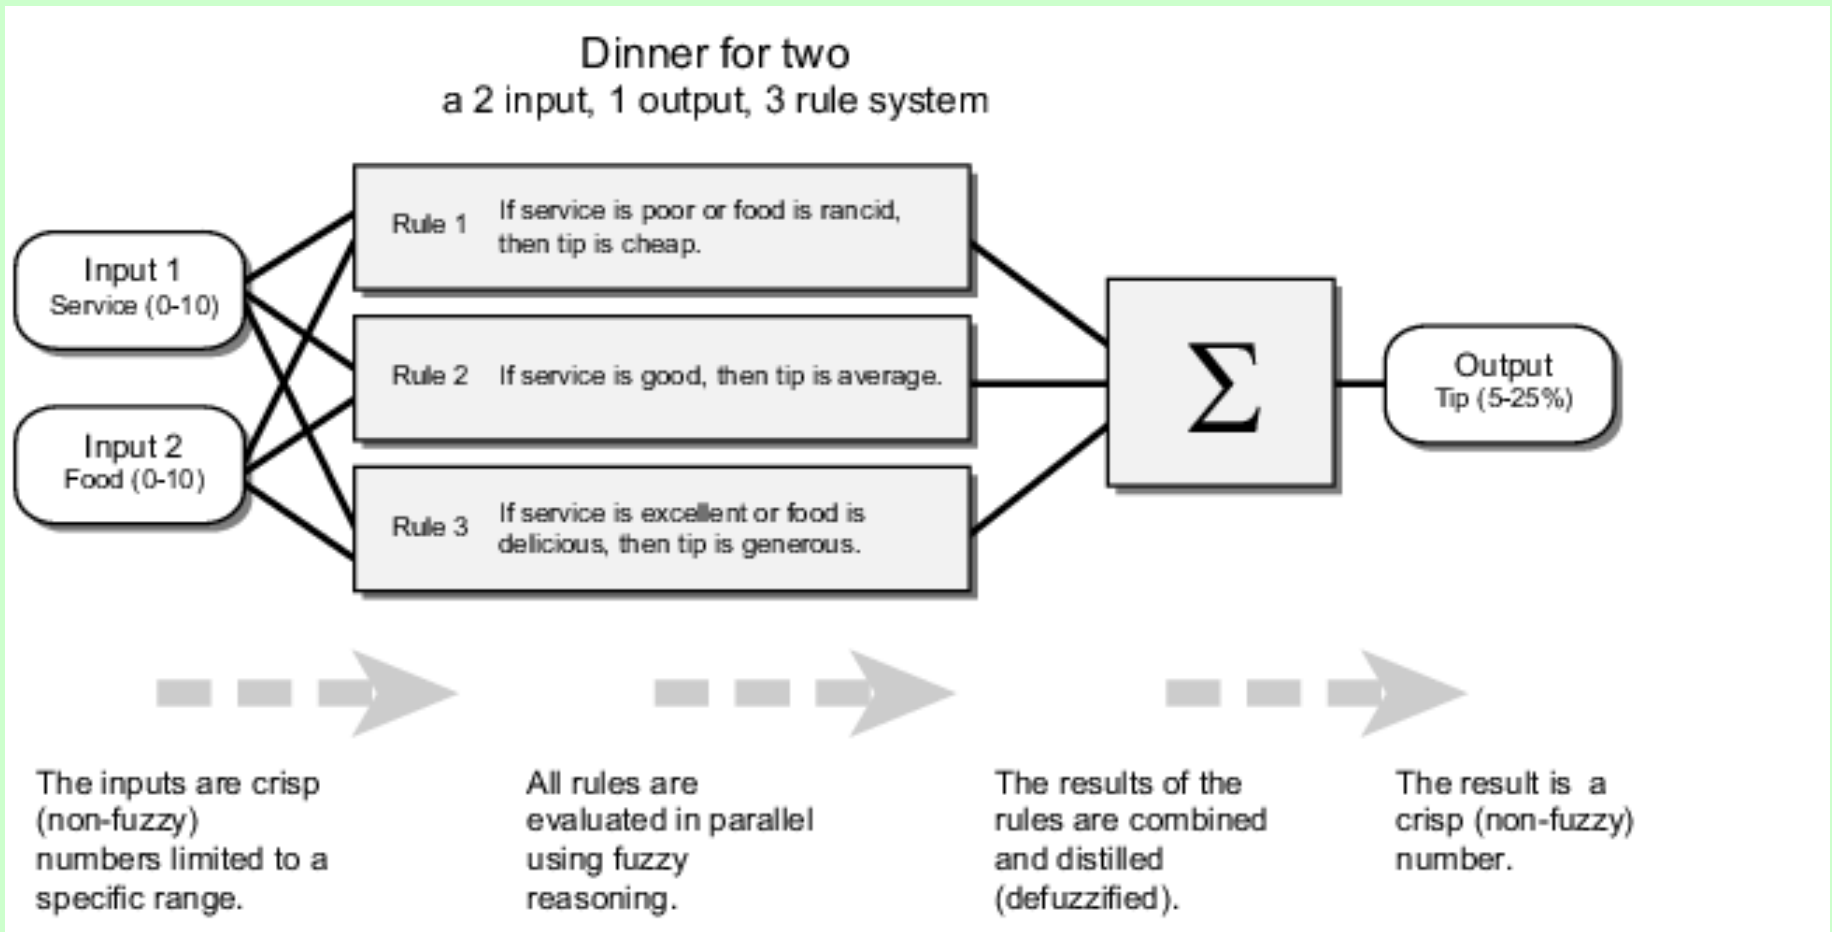 Dinner for two
a 2 input, 1 output, 3 rule system
Input 1
Service (0-10)
Input 2
Food (0-10)
Rule 1
If service is poor or food is rancid,
then tip is cheap.
Rule 2
If service is good, then tip is average.
Rule 3
If service is excellent or food is
delicious, then tip is generous.
Σ
Output
Tip (5-25%)
The inputs are crisp
(non-fuzzy)
numbers limited to a
specific range.
All rules are
evaluated in parallel
using fuzzy
reasoning.
The results of the
rules are combined
and distilled
(defuzzified).
The result is  a
crisp (non-fuzzy)
number.